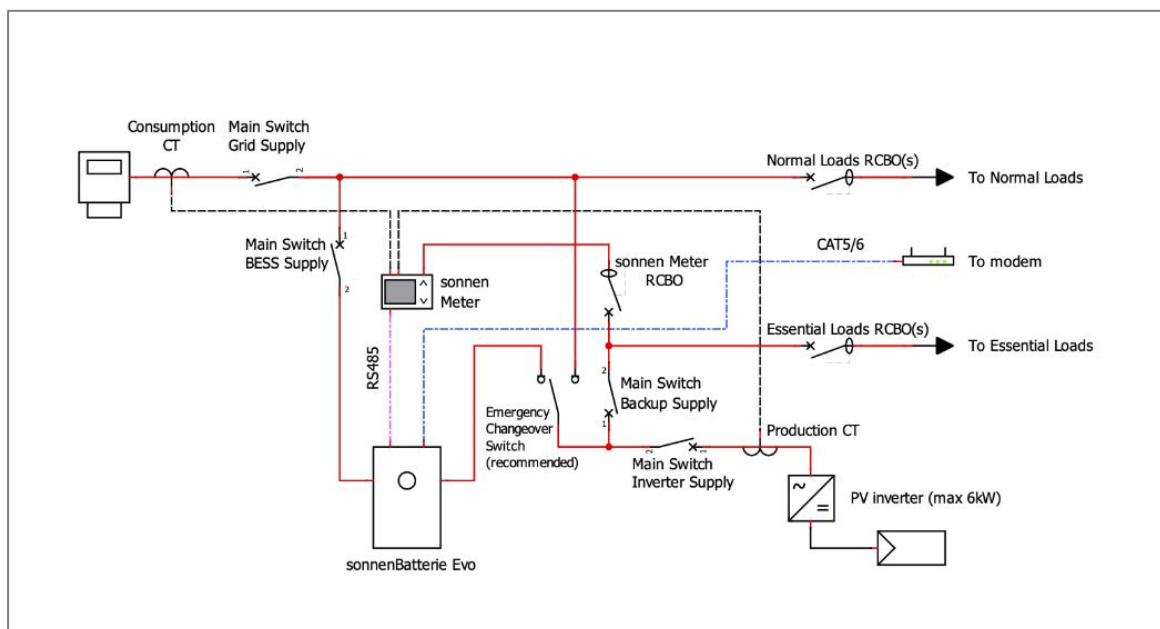 Consumption
CT
Main Switch
Grid Supply
1
2
Normal Loads RCBO(s)
To Normal Loads
Main Switch
BESS Supply
1
2
sonnen
Meter
sonnen Meter
RCBO
CAT5/6
To modem
RS485
Essential Loads RCBO(s)
To Essential Loads
Emergency
Changeover
Switch
(recommended)
2
Main Switch
Backup Supply
1
2
1
Main Switch
Inverter Supply
Production CT
PV inverter (max 6kW)
sonnenBatterie Evo